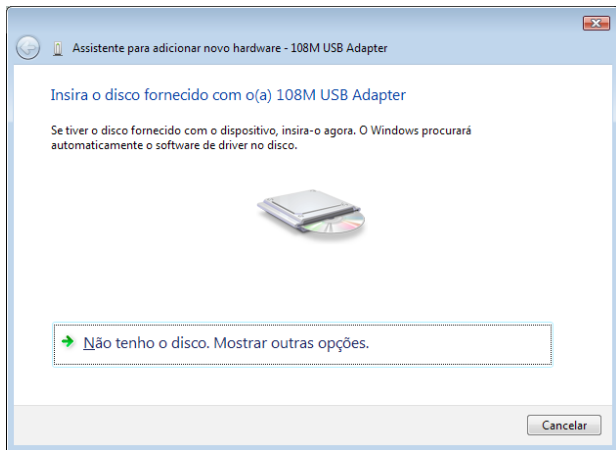 Assistente para adicionar novo hardware - 108M USB Adapter
Insira o disco fornecido com o(a) 108M USB Adapter
Se tiver o disco fornecido com o dispositivo, insira-o agora. O Windows procurará
automaticamente o software de driver no disco.
Não tenho o disco. Mostrar outras opções.
Cancelar